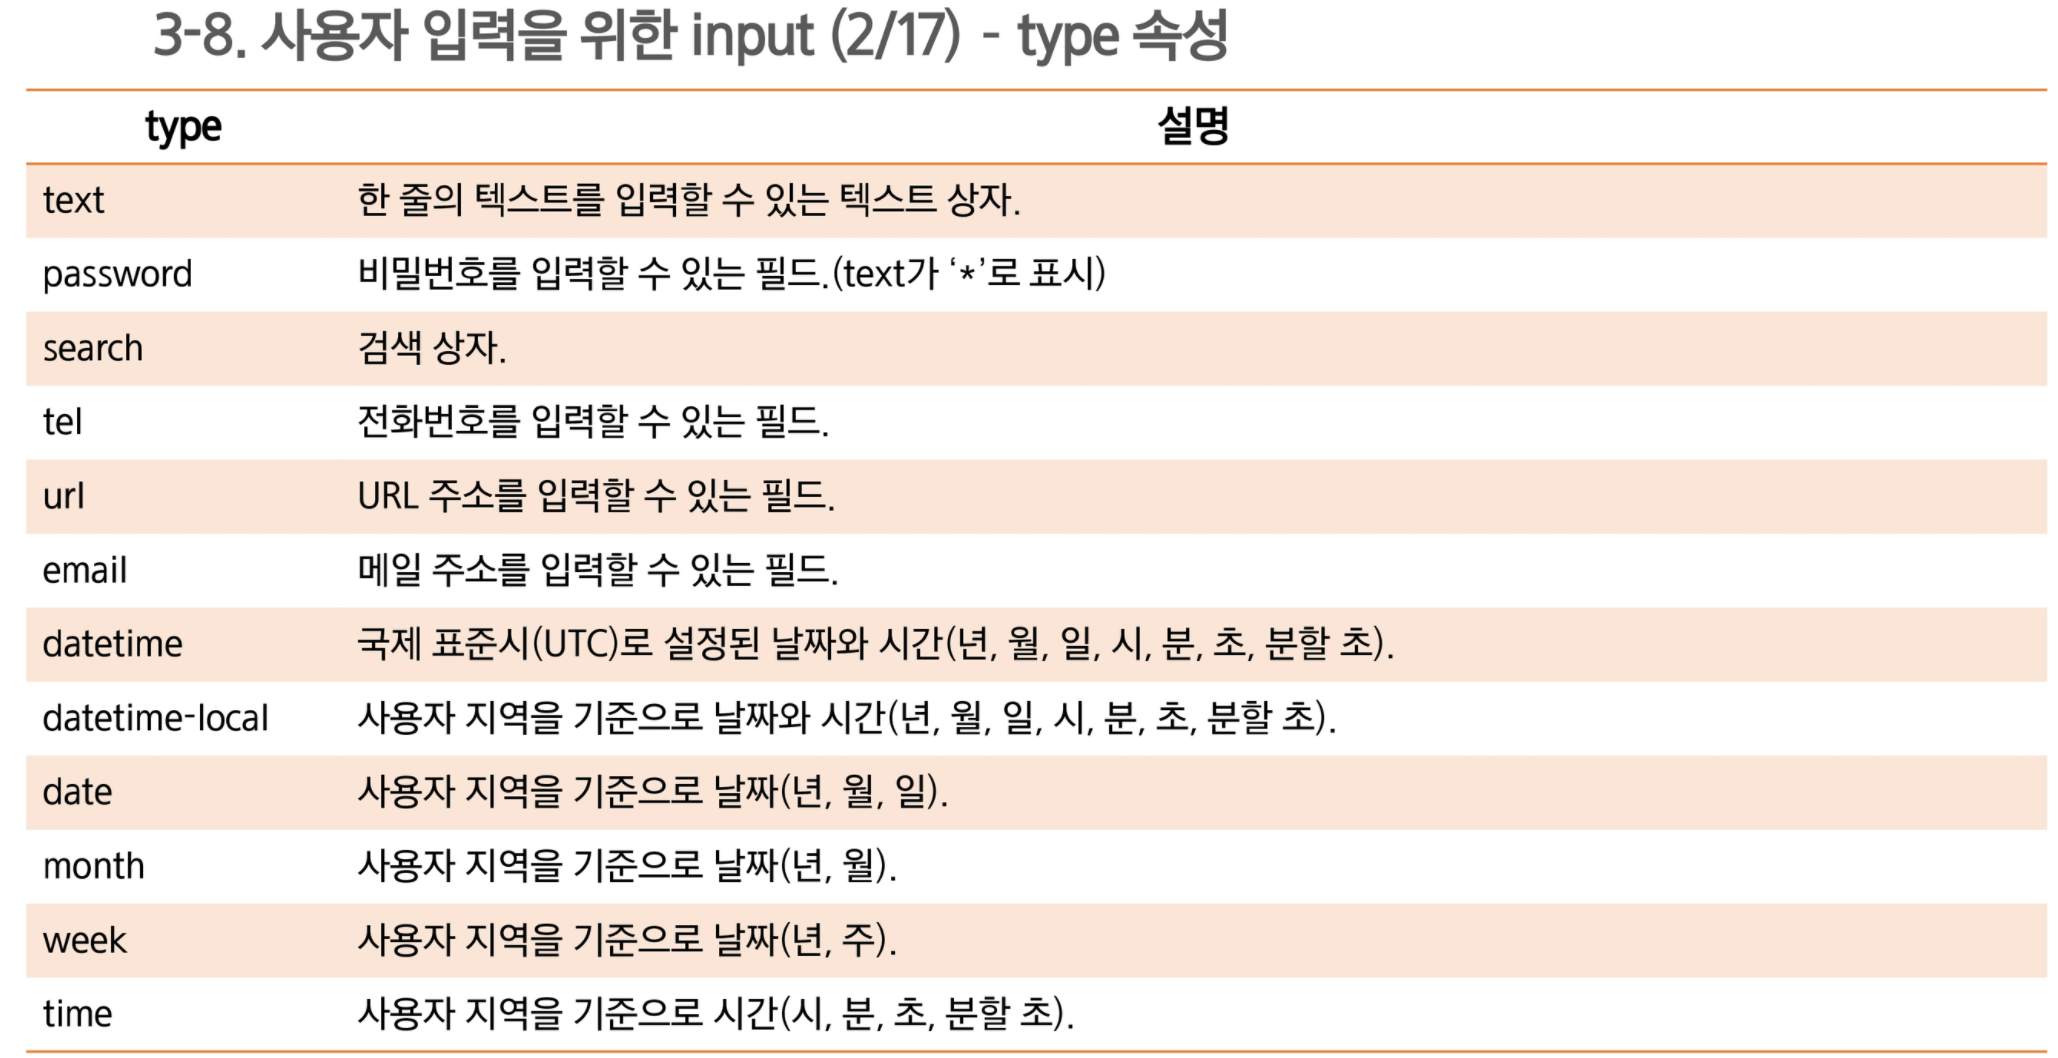 3-8. 사용자 입력을 위한 input (2/17) - type 속성
type 설명
text 한 줄의 텍스트를 입력할 수 있는 텍스트 상자.
password 비밀번호를 입력할 수 있는 필드.(text가 ‘*’로 표시)
search 검색 상자.
tel 전화번호를 입력할 수 있는 필드.
url URL 주소를 입력할 수 있는 필드.
email 메일 주소를 입력할 수 있는 필드.
datetime 국제 표준시(UTC)로 설정된 날짜와 시간(년, 월, 일, 시, 분, 초, 분할 초).
datetime-local 사용자 지역을 기준으로 날짜와 시간(년, 월, 일, 시, 분, 초, 분할 초).
date 사용자 지역을 기준으로 날짜(년, 월, 일).
month 사용자 지역을 기준으로 날짜(년, 월).
week 사용자 지역을 기준으로 날짜(년, 주).
time 사용자 지역을 기준으로 시간(시, 분, 초, 분할 초).